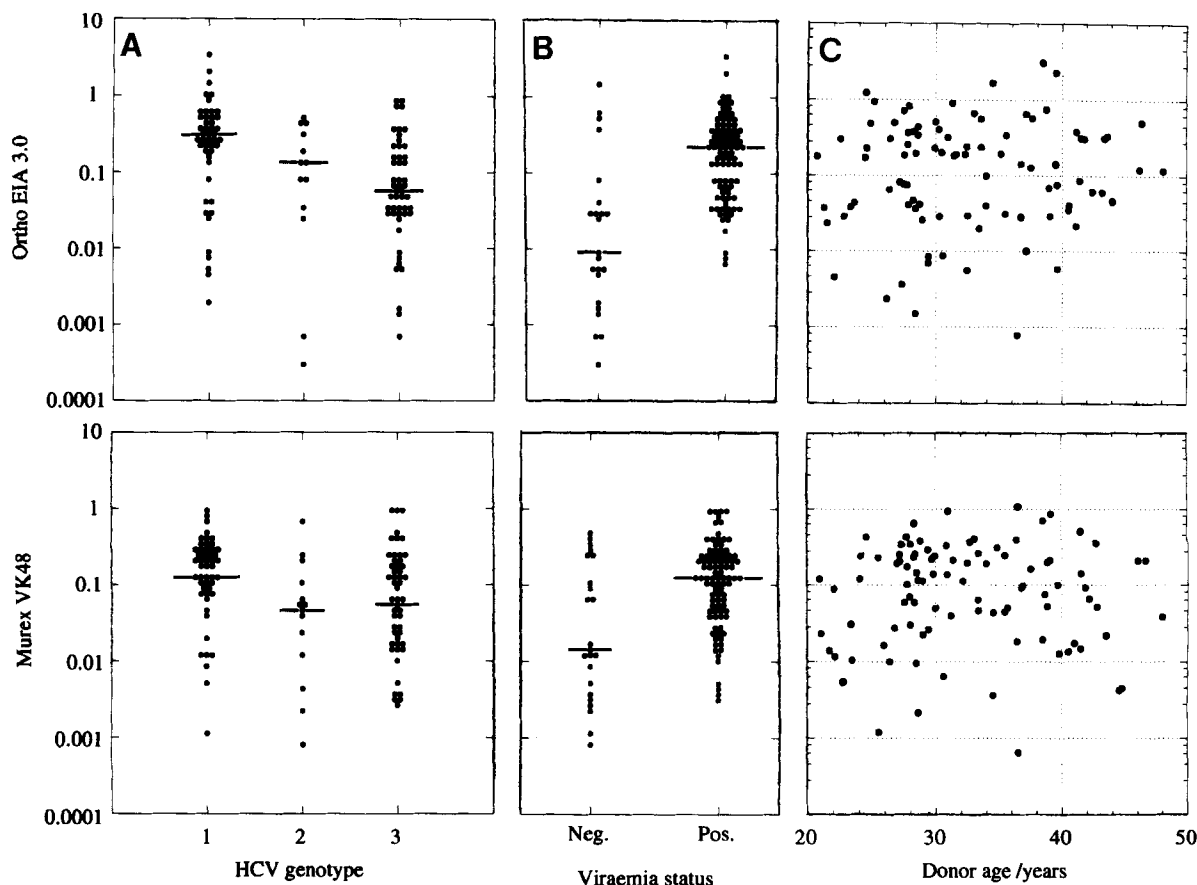 A
B
C
Ortho EIA 3.0
10
1
0.1
0.01
0.001
0.0001
Murex VK48
10
1
0.1
0.01
0.001
0.0001
1 2 3
HCV genotype
Neg. Pos.
Viraemia status
20 30 40 50
Donor age /years